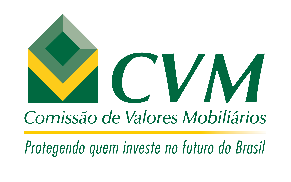 CVM
Comissão de Valores Mobiliários
Protegendo quem investe no futuro do Brasil